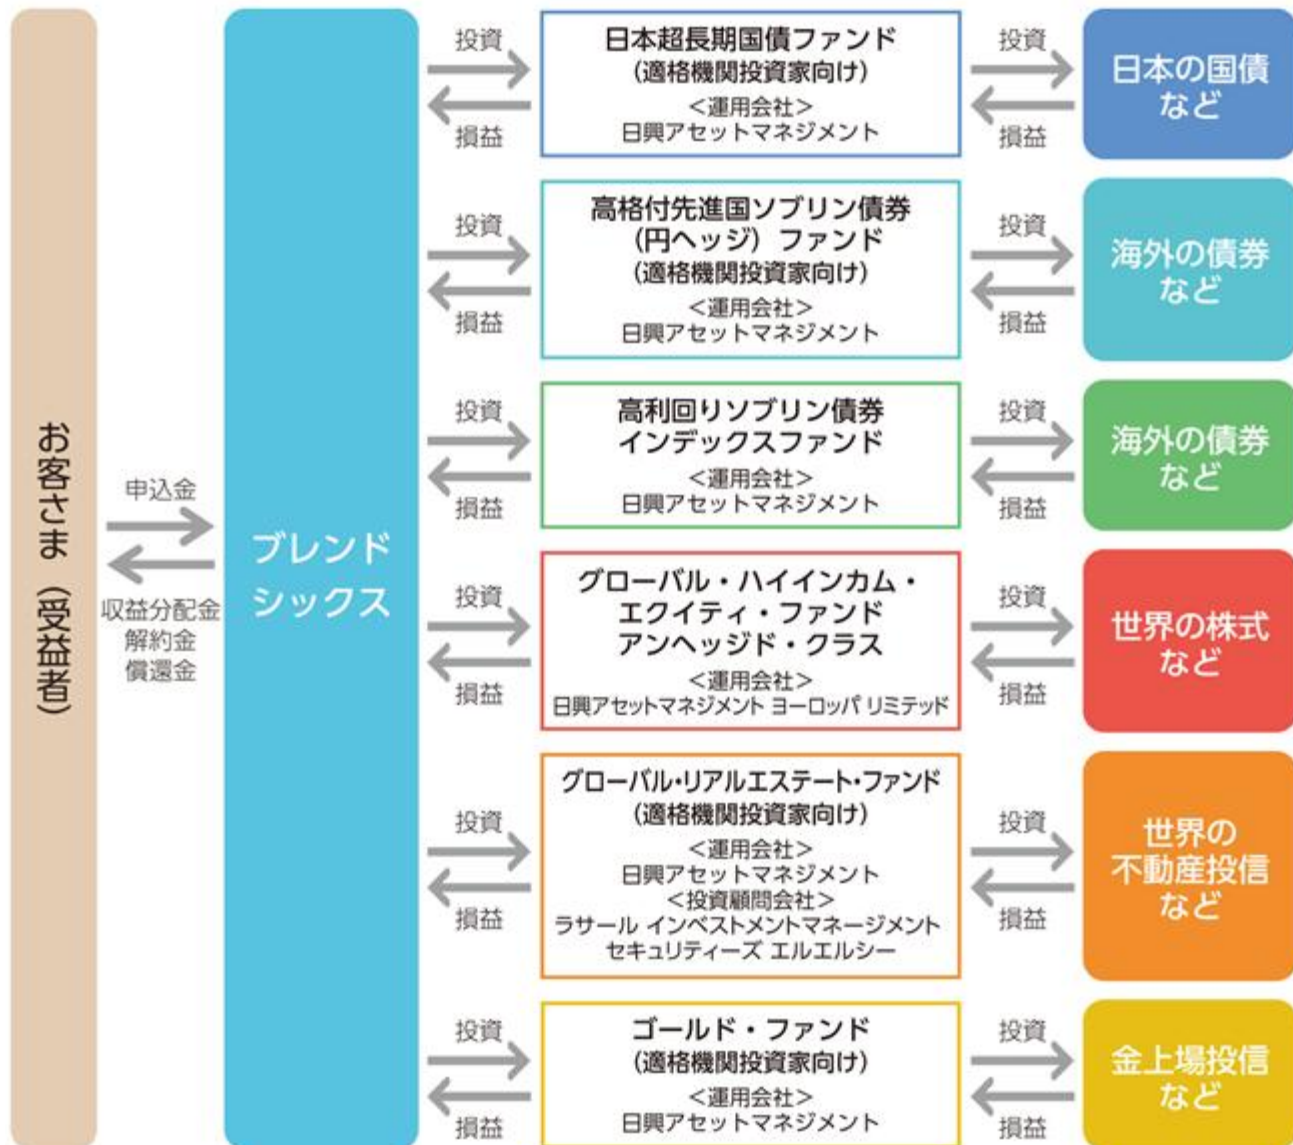 お客さま（受益者）
申込金
収益分配金
解約金
償還金
ブレンド
シックス
投資
損益
日本超長期国債ファンド
（適格機関投資家向け）
＜運用会社＞
日興アセットマネジメント
投資
損益
日本の国債
など
投資
損益
高格付先進国ソブリン債券
（円ヘッジ）ファンド
（適格機関投資家向け）
＜運用会社＞
日興アセットマネジメント
投資
損益
海外の債券
など
投資
損益
高利回りソブリン債券
インデックスファンド
＜運用会社＞
日興アセットマネジメント
投資
損益
海外の債券
など
投資
損益
グローバル・ハイインカム・
エクイティ・ファンド
アンヘッジド・クラス
＜運用会社＞
日興アセットマネジメント ヨーロッパ リミテッド
投資
損益
世界の株式
など
投資
損益
グローバル・リアルエステート・ファンド
（適格機関投資家向け）
＜運用会社＞
日興アセットマネジメント
＜投資顧問会社＞
ラサール インベストメントマネージメント
セキュリティーズ エルエルシー
投資
損益
世界の
不動産投信
など
投資
損益
ゴールド・ファンド
（適格機関投資家向け）
＜運用会社＞
日興アセットマネジメント
投資
損益
金上場投信
など